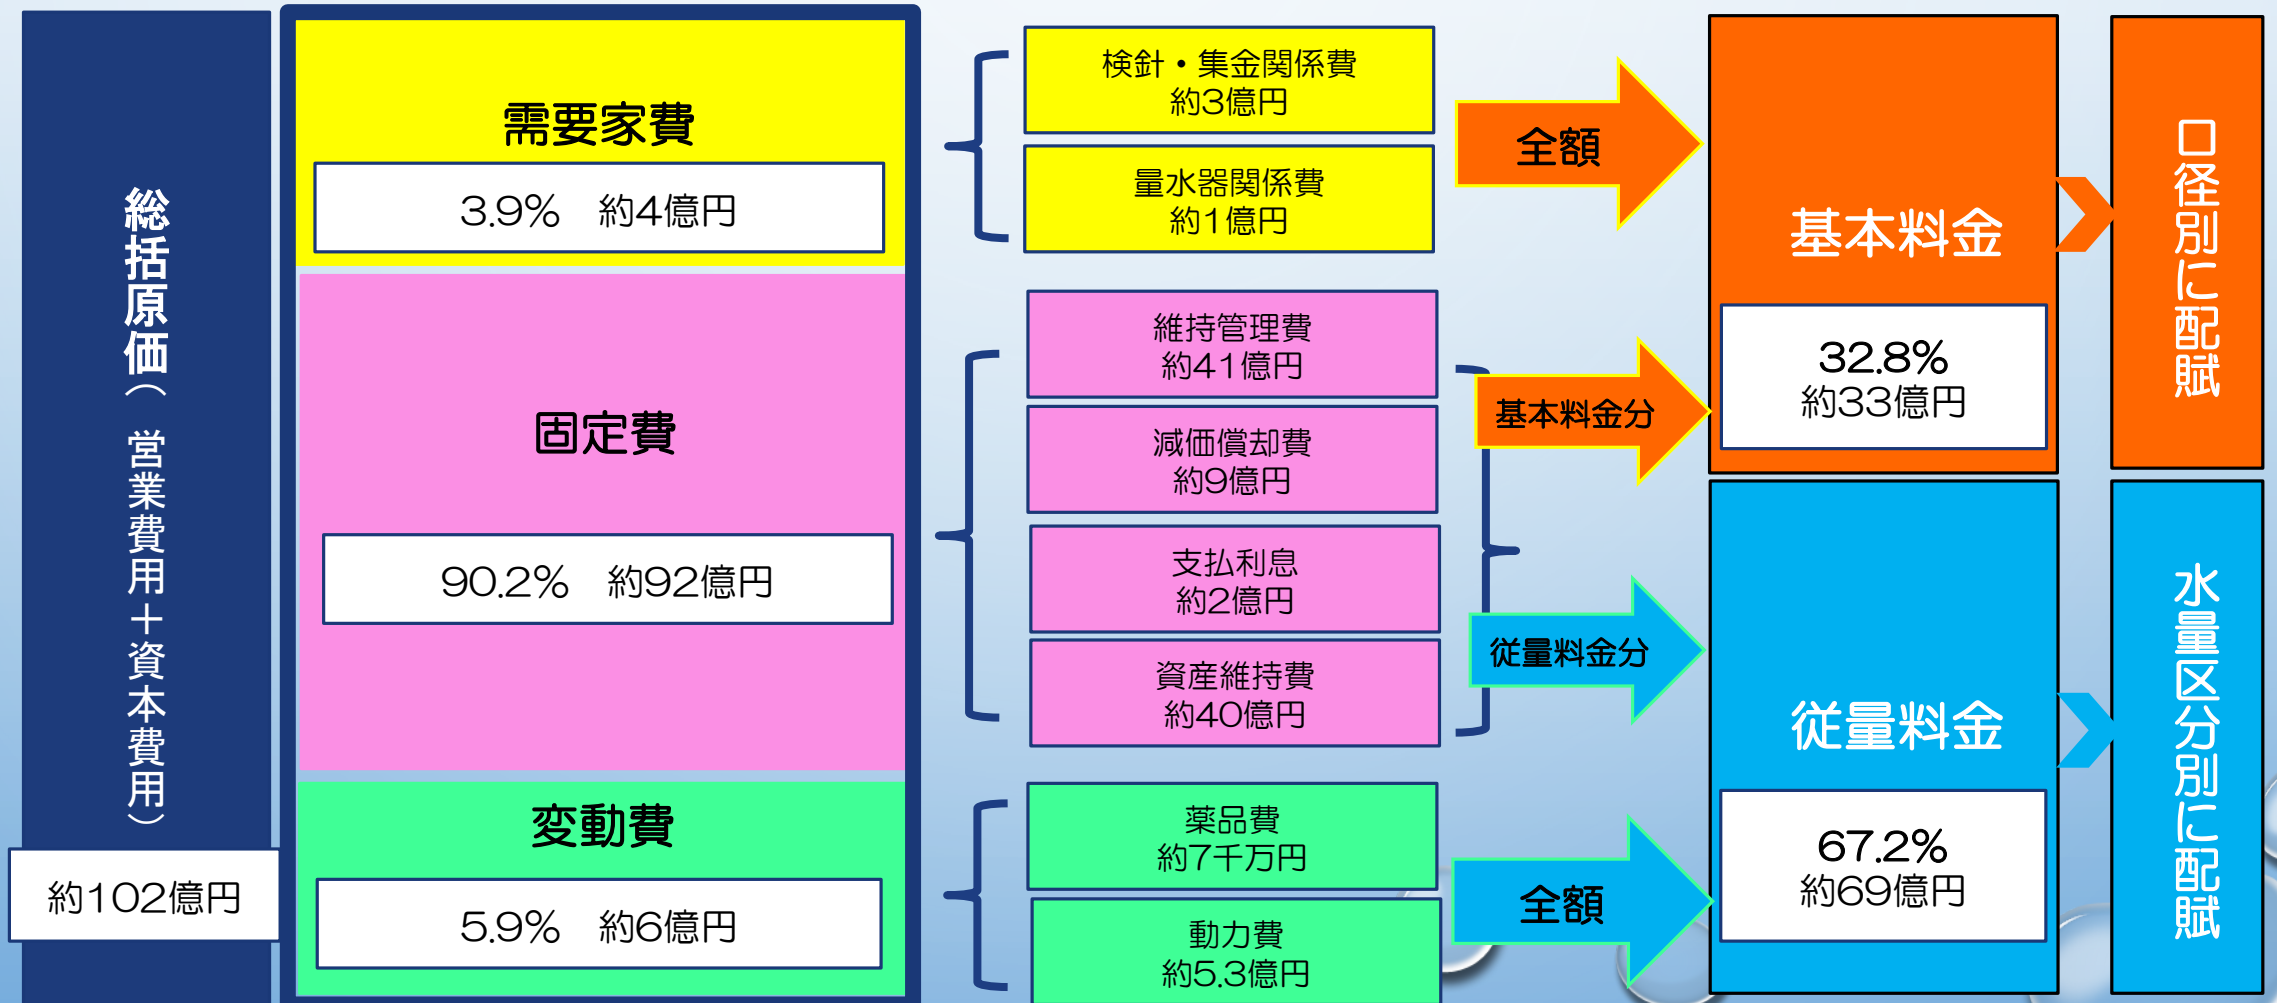 総括原価（営業費用＋資本費用）
約102億円
需要家費
3.9%　約4億円
固定費
90.2%　約92億円
変動費
5.9%　約6億円
検針・集金関係費
約3億円
量水器関係費
約1億円
維持管理費
約41億円
減価償却費
約9億円
支払利息
約2億円
資産維持費
約40億円
薬品費
約7千万円
動力費
約5.3億円
全額
基本料金分
従量料金分
全額
基本料金
32.8%
約33億円
従量料金
67.2%
約69億円
口径別に配賦
水量区分別に配賦